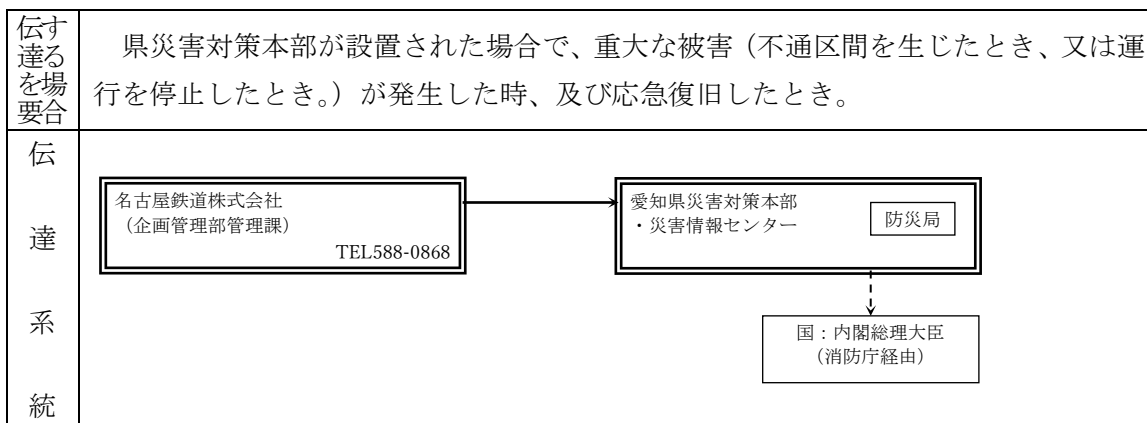 伝達を要
する場合
県災害対策本部が設置された場合で、重大な被害（不通区間を生じたとき、又は運
行を停止したとき。）が発生した時、及び応急復旧したとき。
伝達系統
名古屋鉄道株式会社
（企画管理部管理課）
TEL588-0868
愛知県災害対策本部
・災害情報センター
防災局
国：内閣総理大臣
（消防庁経由）